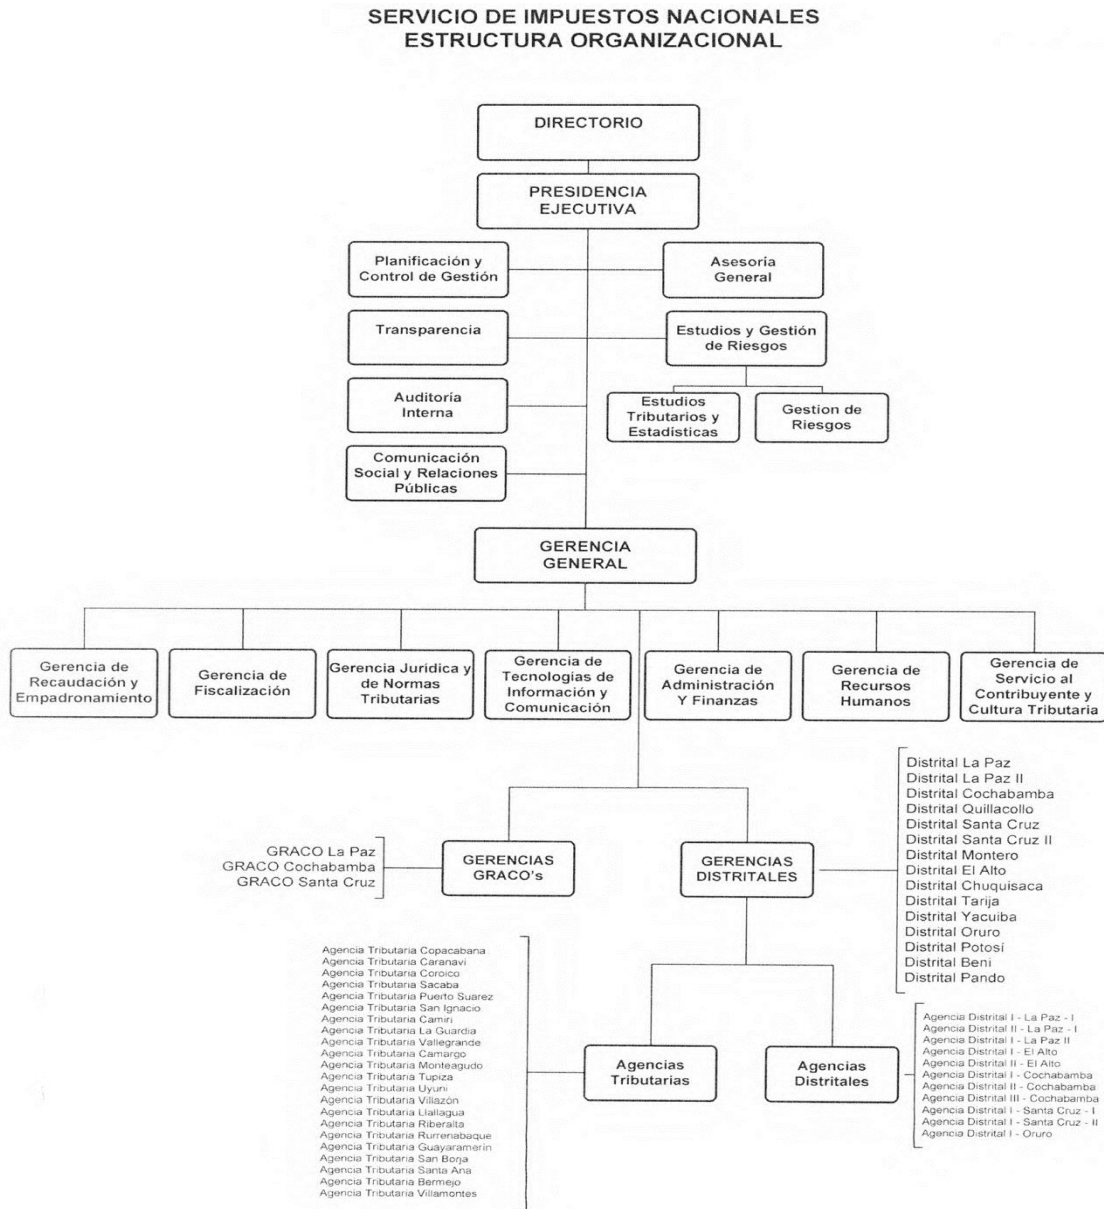 SERVICIO DE IMPUESTOS NACIONALES
ESTRUCTURA ORGANIZACIONAL
DIRECTORIO
PRESIDENCIA
EJECUTIVA
Planificación y
Control de Gestión
Asesoría
General
Transparencia
Estudios y Gestión
de Riesgos
Auditoría
Interna
Estudios
Tributarios y
Estadísticas
Gestion de
Riesgos
Comunicación
Social y Relaciones
Públicas
GERENCIA
GENERAL
Gerencia de
Recaudación y
Empadronamiento
Gerencia de
Fiscalización
Gerencia Jurídica y
de Normas
Tributarias
Gerencia de
Tecnologías de
Información y
Comunicación
Gerencia de
Administración
Y Finanzas
Gerencia de
Recursos
Humanos
Gerencia de
Servicio al
Contribuyente y
Cultura Tributaria
GRACO La Paz
GRACO Cochabamba
GRACO Santa Cruz
GERENCIAS
GRACO's
GERENCIAS
DISTRITALES
Distrital La Paz
Distrital La Paz II
Distrital Cochabamba
Distrital Quillacollo
Distrital Santa Cruz
Distrital Santa Cruz II
Distrital Montero
Distrital El Alto
Distrital Chuquisaca
Distrital Tarija
Distrital Yacuiba
Distrital Oruro
Distrital Potosí
Distrital Beni
Distrital Pando
Agencia Tributaria Copacabana
Agencia Tributaria Caranavi
Agencia Tributaria Coroico
Agencia Tributaria Sacaba
Agencia Tributaria Puerto Suarez
Agencia Tributaria San Ignacio
Agencia Tributaria Camiri
Agencia Tributaria La Guardia
Agencia Tributaria Vallegrande
Agencia Tributaria Camargo
Agencia Tributaria Monteagudo
Agencia Tributaria Tupiza
Agencia Tributaria Uyuni
Agencia Tributaria Villazón
Agencia Tributaria Llallagua
Agencia Tributaria Riberalta
Agencia Tributaria Rurrenabaque
Agencia Tributaria Guayaramerin
Agencia Tributaria San Borja
Agencia Tributaria Santa Ana
Agencia Tributaria Bermejo
Agencia Tributaria Villamontes
Agencias
Tributarias
Agencias
Distritales
Agencia Distrital I - La Paz - I
Agencia Distrital II - La Paz - I
Agencia Distrital I - La Paz II
Agencia Distrital I - El Alto
Agencia Distrital II - El Alto
Agencia Distrital I - Cochabamba
Agencia Distrital II - Cochabamba
Agencia Distrital III - Cochabamba
Agencia Distrital I - Santa Cruz - I
Agencia Distrital I - Santa Cruz - II
Agencia Distrital I - Oruro